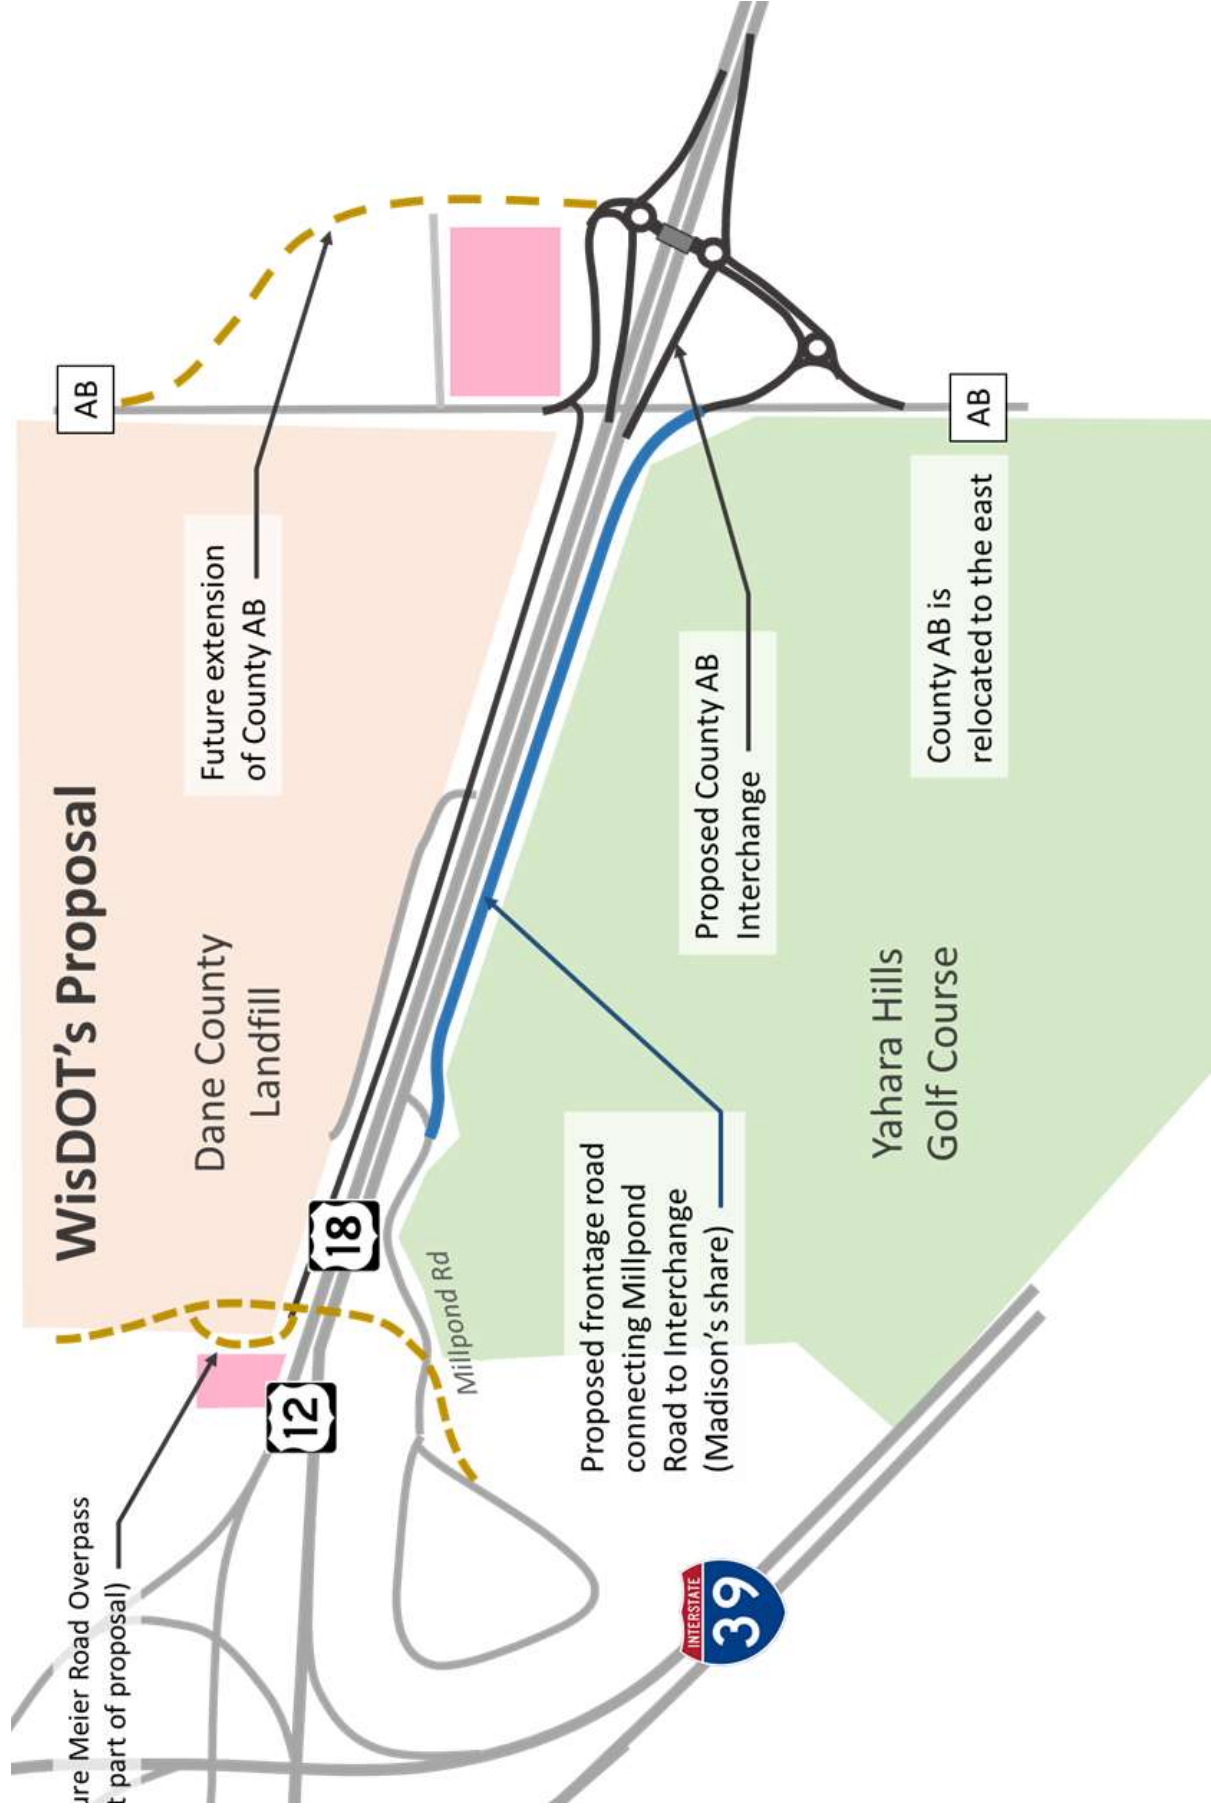 WisDOT's Proposal
Dane County
Landfill
Future extension
of County AB
AB
ure Meier Road Overpass
t part of proposal)
12
18
Millpond Rd
Proposed frontage road
connecting Millpond
Road to Interchange
(Madison's share)
Proposed County AB
Interchange
Yahara Hills
Golf Course
County AB is
relocated to the east
AB
INTERSTATE
39